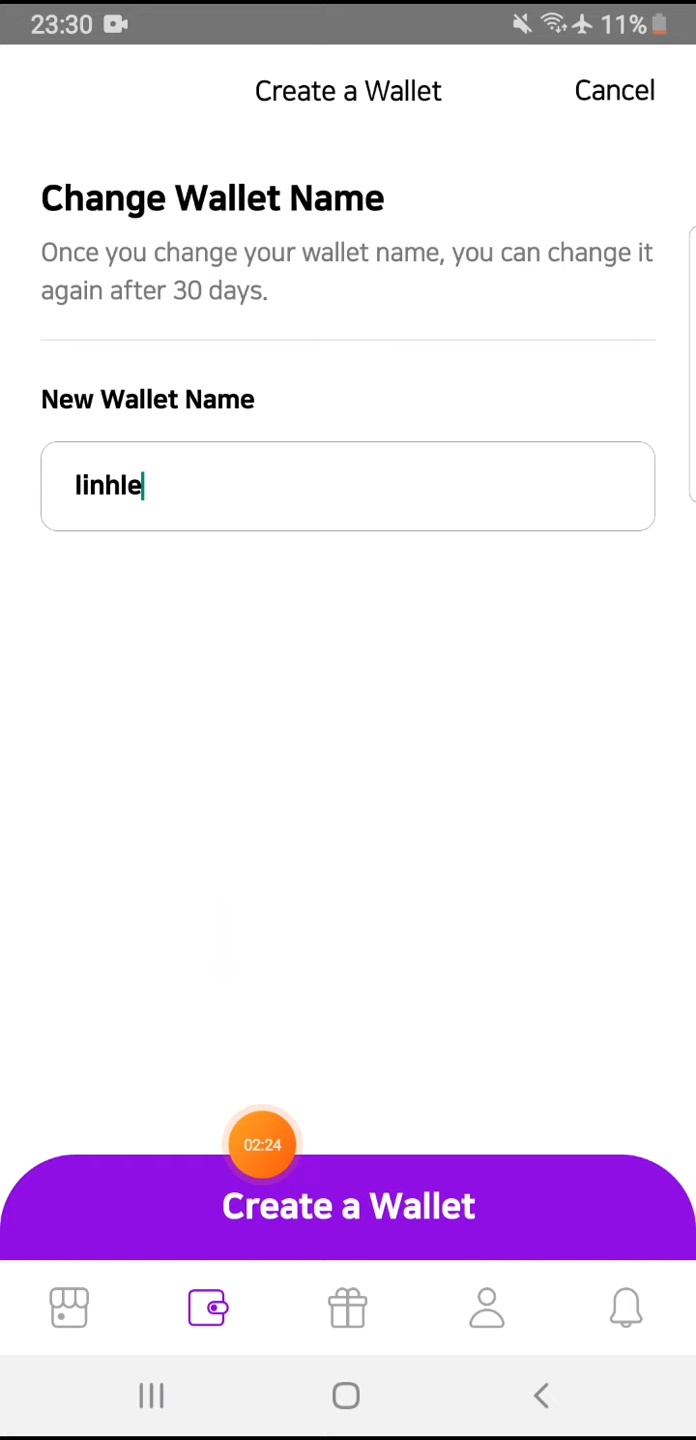 23:30
11%
Create a Wallet
Cancel
Change Wallet Name
Once you change your wallet name, you can change it
again after 30 days.
New Wallet Name
linhle
02:24
Create a Wallet